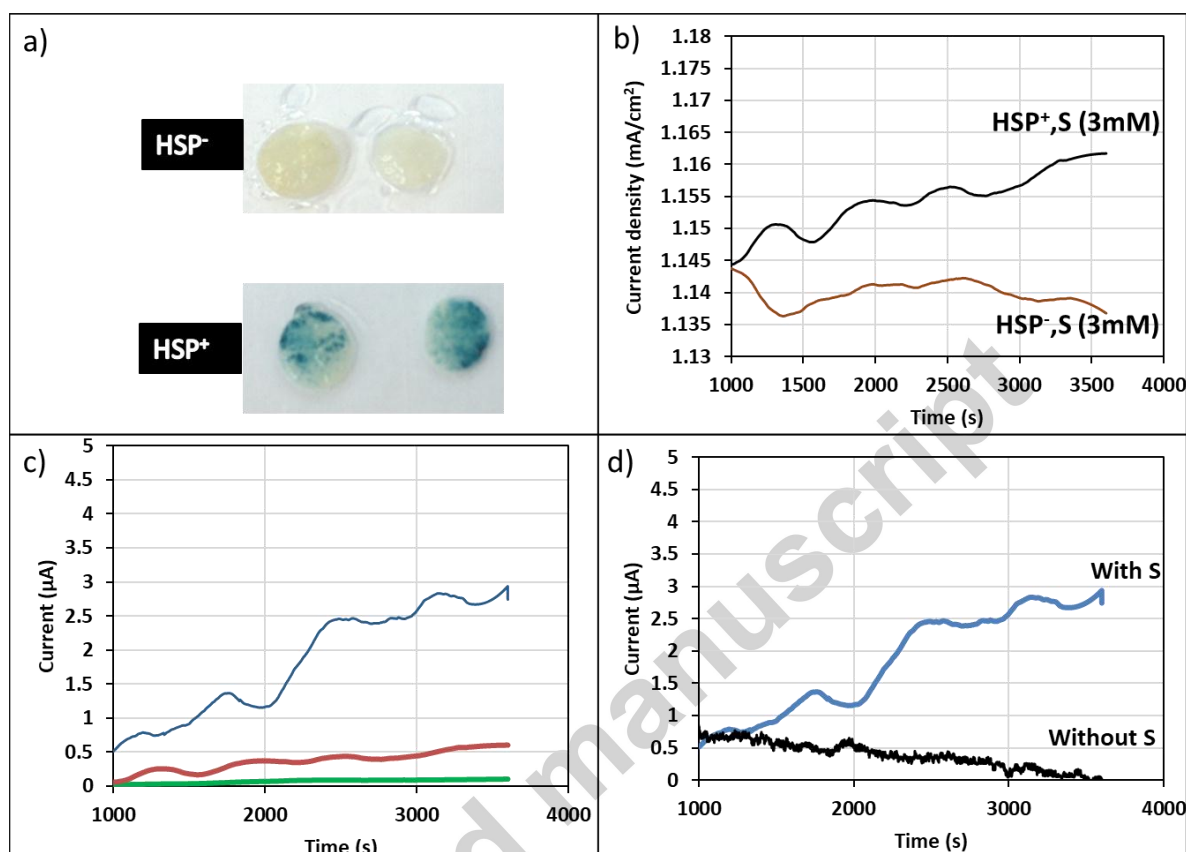 a)
HSP-
HSP+
b)
Current density (mA/cm²)
1.18
1.175
1.17
1.165
1.16
1.155
1.15
1.145
1.14
1.135
1.13
HSP⁺,S (3mM)
HSP⁻,S (3mM)
1000 1500 2000 2500 3000 3500 4000
Time (s)
c)
Current (µA)
5
4.5
4
3.5
3
2.5
2
1.5
1
0.5
0
1000 2000 3000 4000
Time (s)
d)
Current (µA)
5
4.5
4
3.5
3
2.5
2
1.5
1
0.5
0
With S
Without S
1000 2000 3000 4000
Time (s)
d manuscript